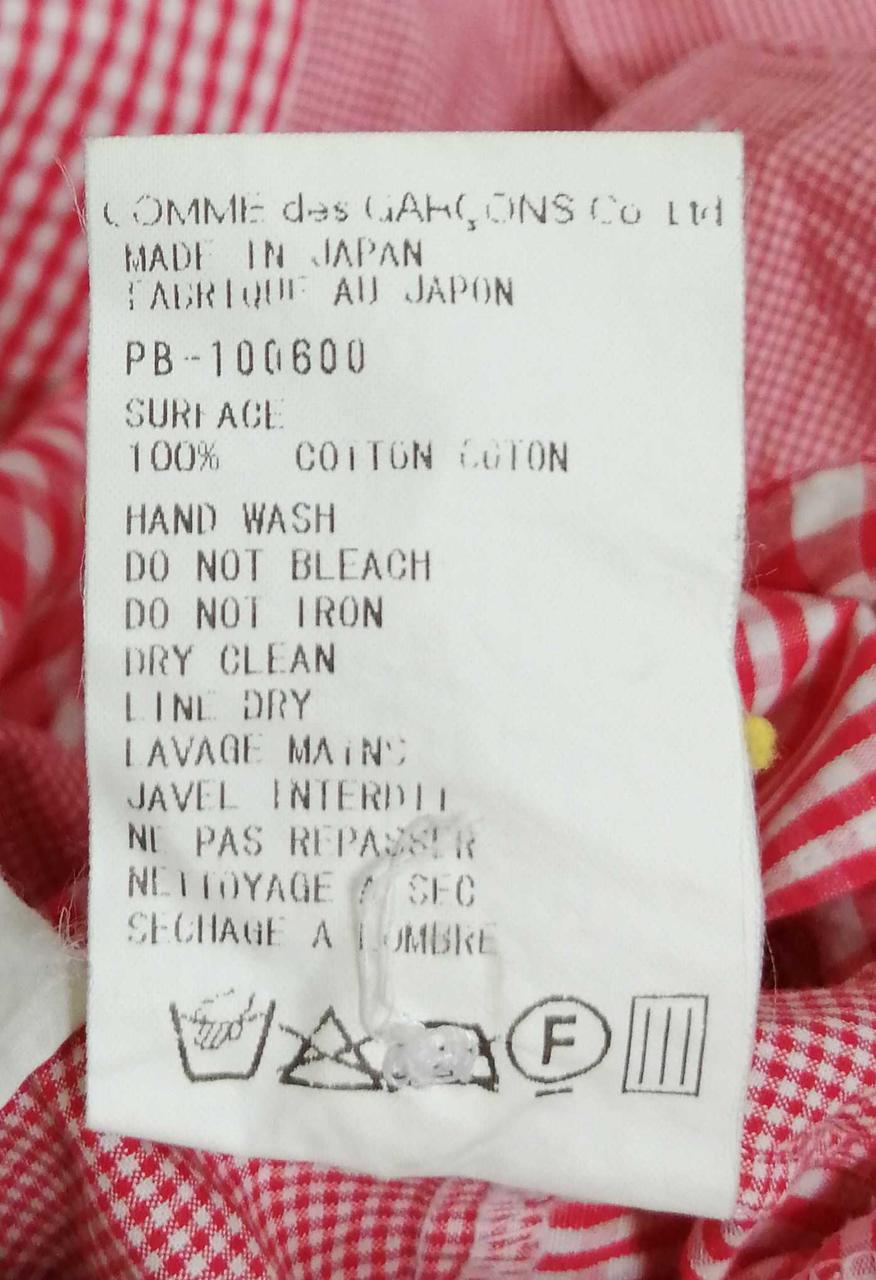 COMME des GARÇONS Co Ltd
MADE IN JAPAN
FABRIQUE AU JAPON
PB-100600
SURFACE
100% COTTON COTON
HAND WASH
DO NOT BLEACH
DO NOT IRON
DRY CLEAN
LINE DRY
LAVAGE MAINS
JAVEL INTERDIT
NE PAS REPASSER
NETTOYAGE A SEC
SECHAGE A L'OMBRE
F